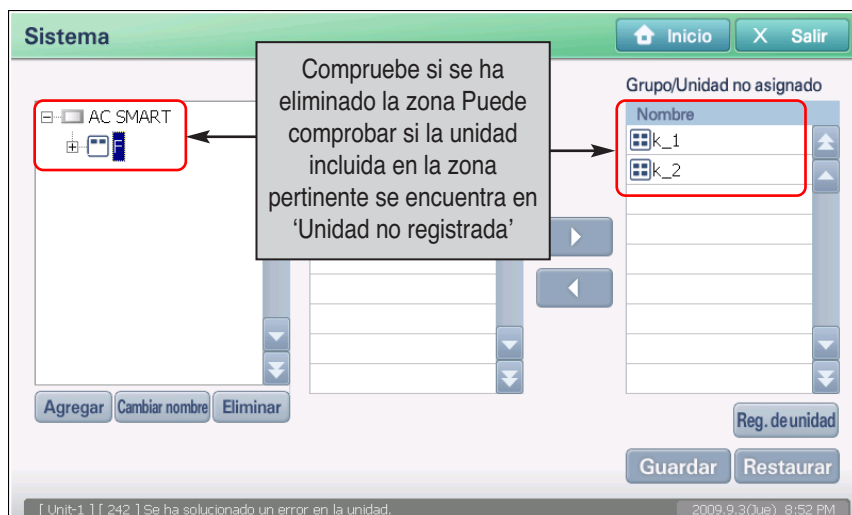 Sistema
Inicio
X Salir
Compruebe si se ha
eliminado la zona Puede
comprobar si la unidad
incluida en la zona
pertinente se encuentra en
‘Unidad no registrada’
Grupo/Unidad no asignado
AC SMART
F
Nombre
k_1
k_2
Agregar
Cambiar nombre
Eliminar
Reg. de unidad
Guardar
Restaurar
[ Unit-1 ] [ 242 ] Se ha solucionado un error en la unidad.
2009.9.3(Jue) 8:52 PM